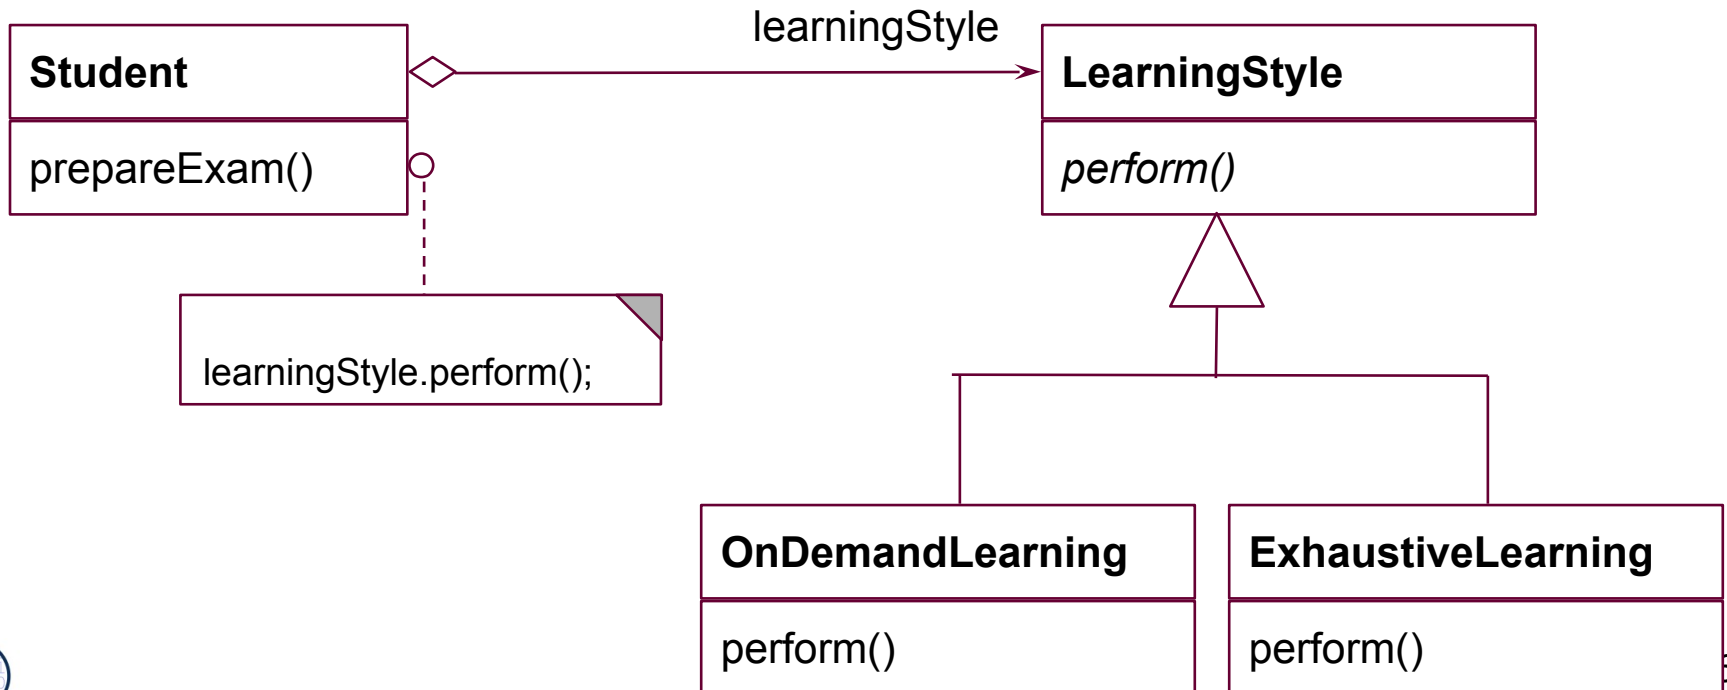 learningStyle
Student
LearningStyle
prepareExam()
perform()
learningStyle.perform();
OnDemandLearning
ExhaustiveLearning
perform()
perform()